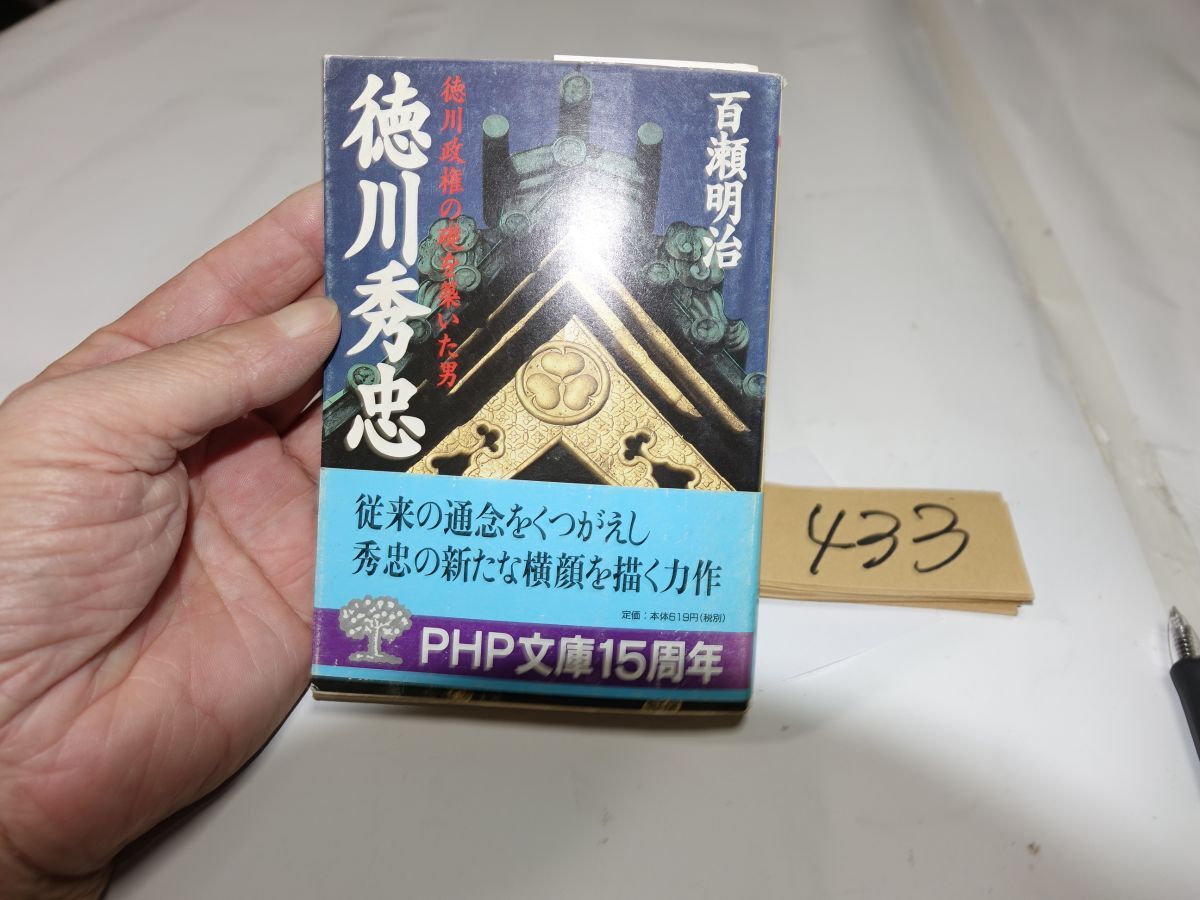 百瀬明治
徳川政権の礎を築いた男
徳川秀忠
従来の通念をくつがえし
秀忠の新たな横顔を描く力作
定価：本体619円(税別)
PHP文庫15周年
433